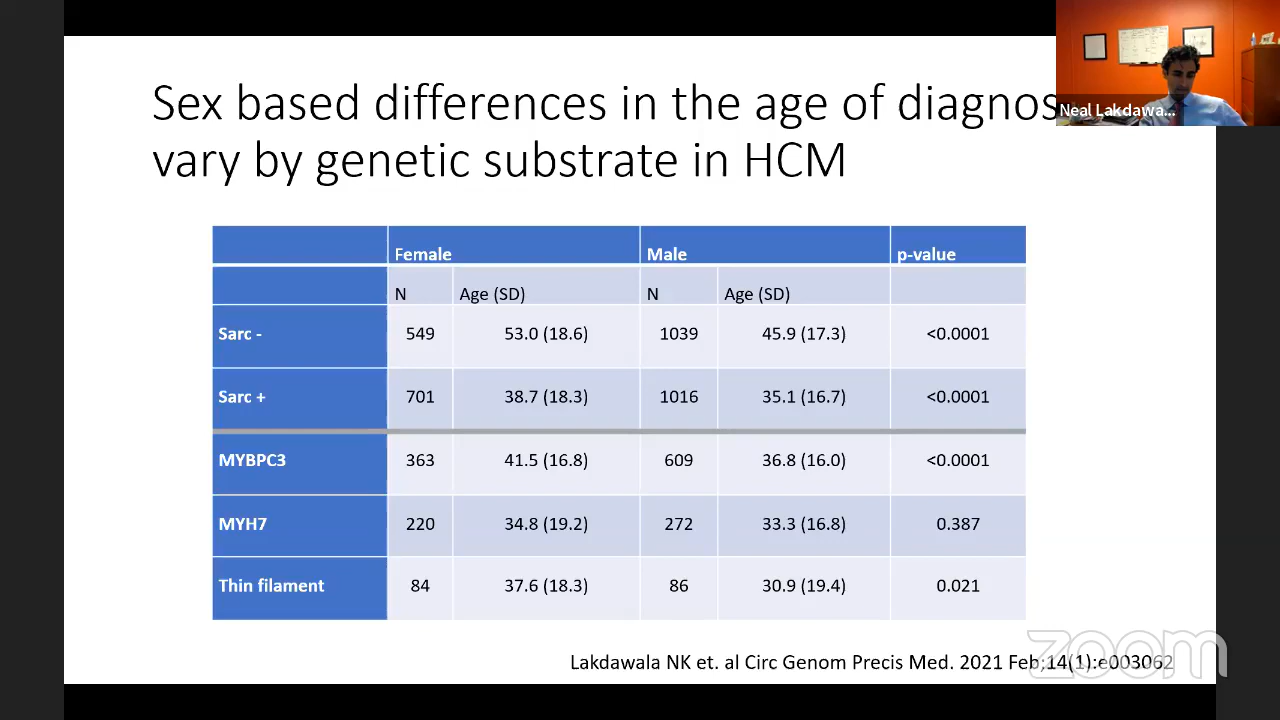 Sex based differences in the age of diagnos
vary by genetic substrate in HCM
Neal Lakdawa...
Female Male p-value
N Age (SD) N Age (SD)
Sarc - 549 53.0 (18.6) 1039 45.9 (17.3) <0.0001
Sarc + 701 38.7 (18.3) 1016 35.1 (16.7) <0.0001
MYBPC3 363 41.5 (16.8) 609 36.8 (16.0) <0.0001
MYH7 220 34.8 (19.2) 272 33.3 (16.8) 0.387
Thin filament 84 37.6 (18.3) 86 30.9 (19.4) 0.021
Lakdawala NK et. al Circ Genom Precis Med. 2021 Feb;14(1):e003062
zoom